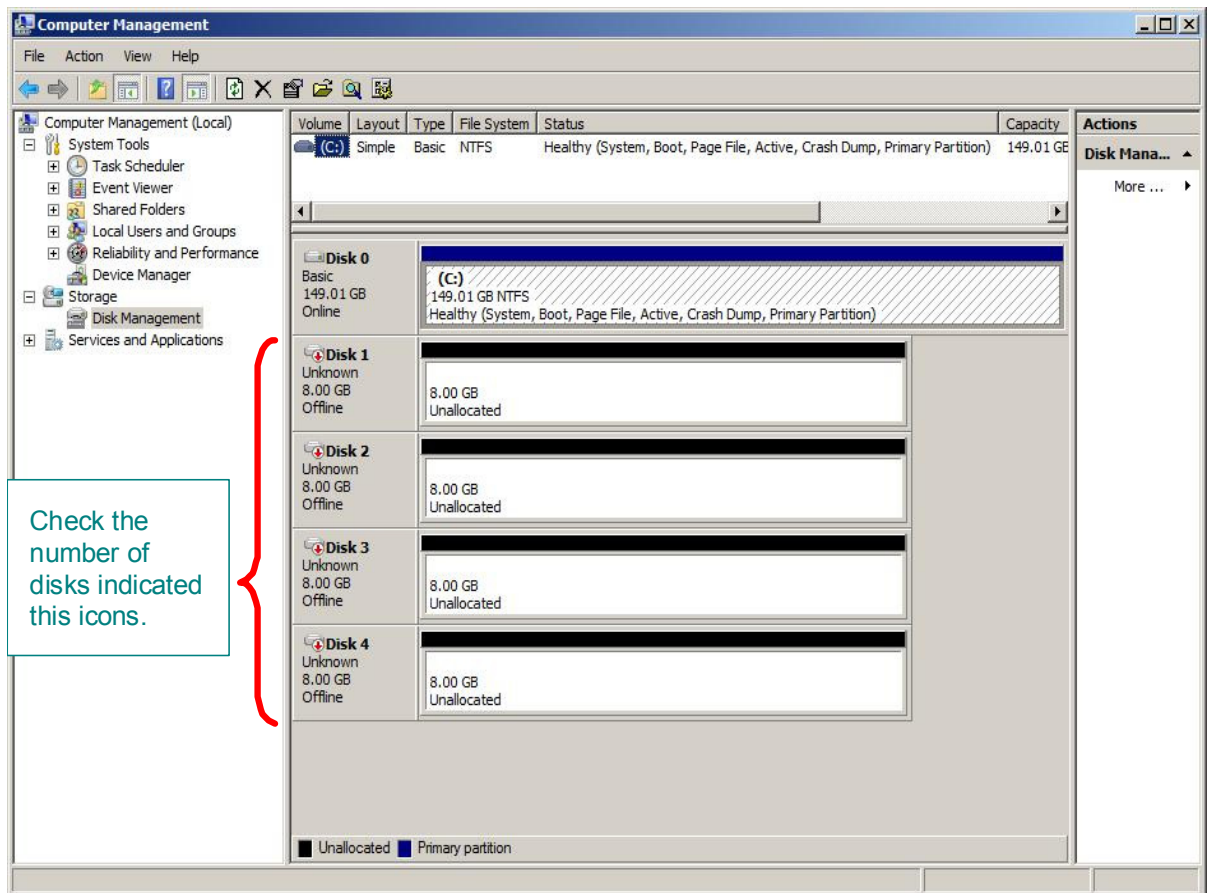 Computer Management
File Action View Help
Computer Management (Local)
System Tools
Task Scheduler
Event Viewer
Shared Folders
Local Users and Groups
Reliability and Performance
Device Manager
Storage
Disk Management
Services and Applications
Volume Layout Type File System Status Capacity
(C:) Simple Basic NTFS Healthy (System, Boot, Page File, Active, Crash Dump, Primary Partition) 149.01 GB
Disk 0
Basic
149.01 GB
Online
(C:)
149.01 GB NTFS
Healthy (System, Boot, Page File, Active, Crash Dump, Primary Partition)
Disk 1
Unknown
8.00 GB
Offline
8.00 GB
Unallocated
Disk 2
Unknown
8.00 GB
Offline
8.00 GB
Unallocated
Disk 3
Unknown
8.00 GB
Offline
8.00 GB
Unallocated
Disk 4
Unknown
8.00 GB
Offline
8.00 GB
Unallocated
Unallocated Primary partition
Actions
Disk Mana...
More ...
Check the
number of
disks indicated
this icons.